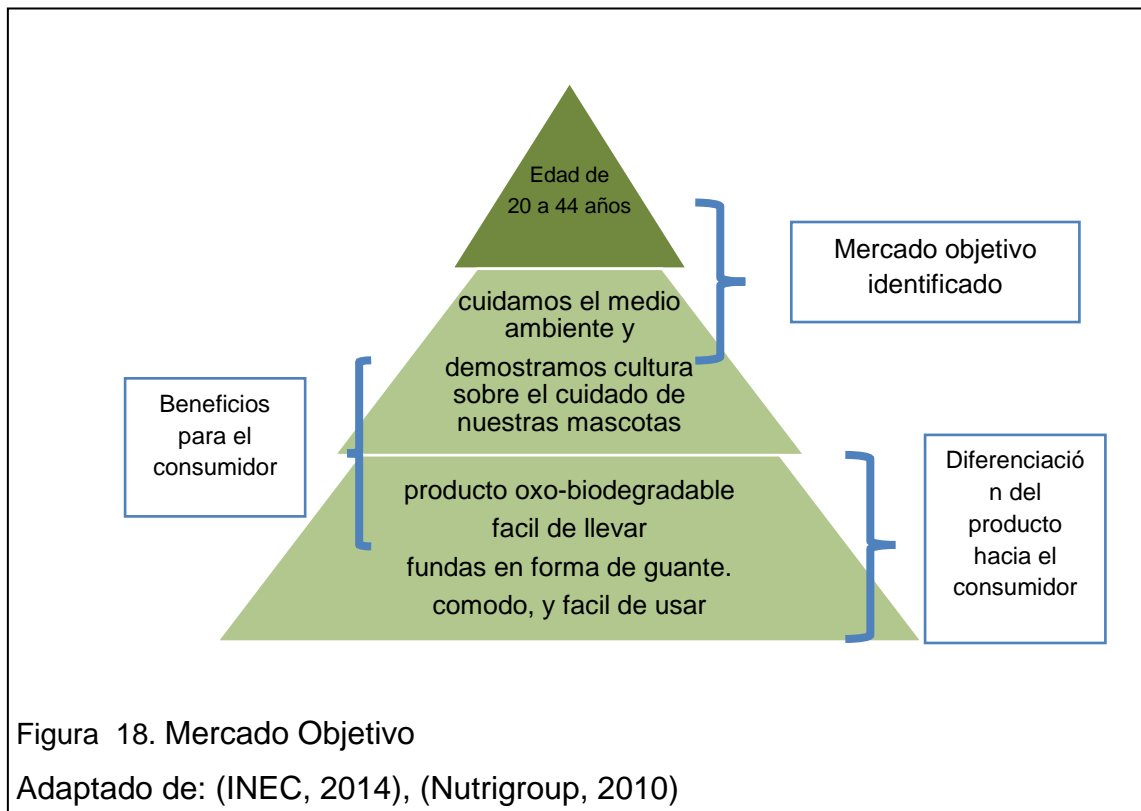 Edad de
20 a 44 años
Mercado objetivo
identificado
cuidamos el medio
ambiente y
demostramos cultura
sobre el cuidado de
nuestras mascotas
Beneficios
para el
consumidor
producto oxo-biodegradable
facil de llevar
fundas en forma de guante.
comodo, y facil de usar
Diferenciació
n del
producto
hacia el
consumidor
Figura 18. Mercado Objetivo
Adaptado de: (INEC, 2014), (Nutrigroup, 2010)